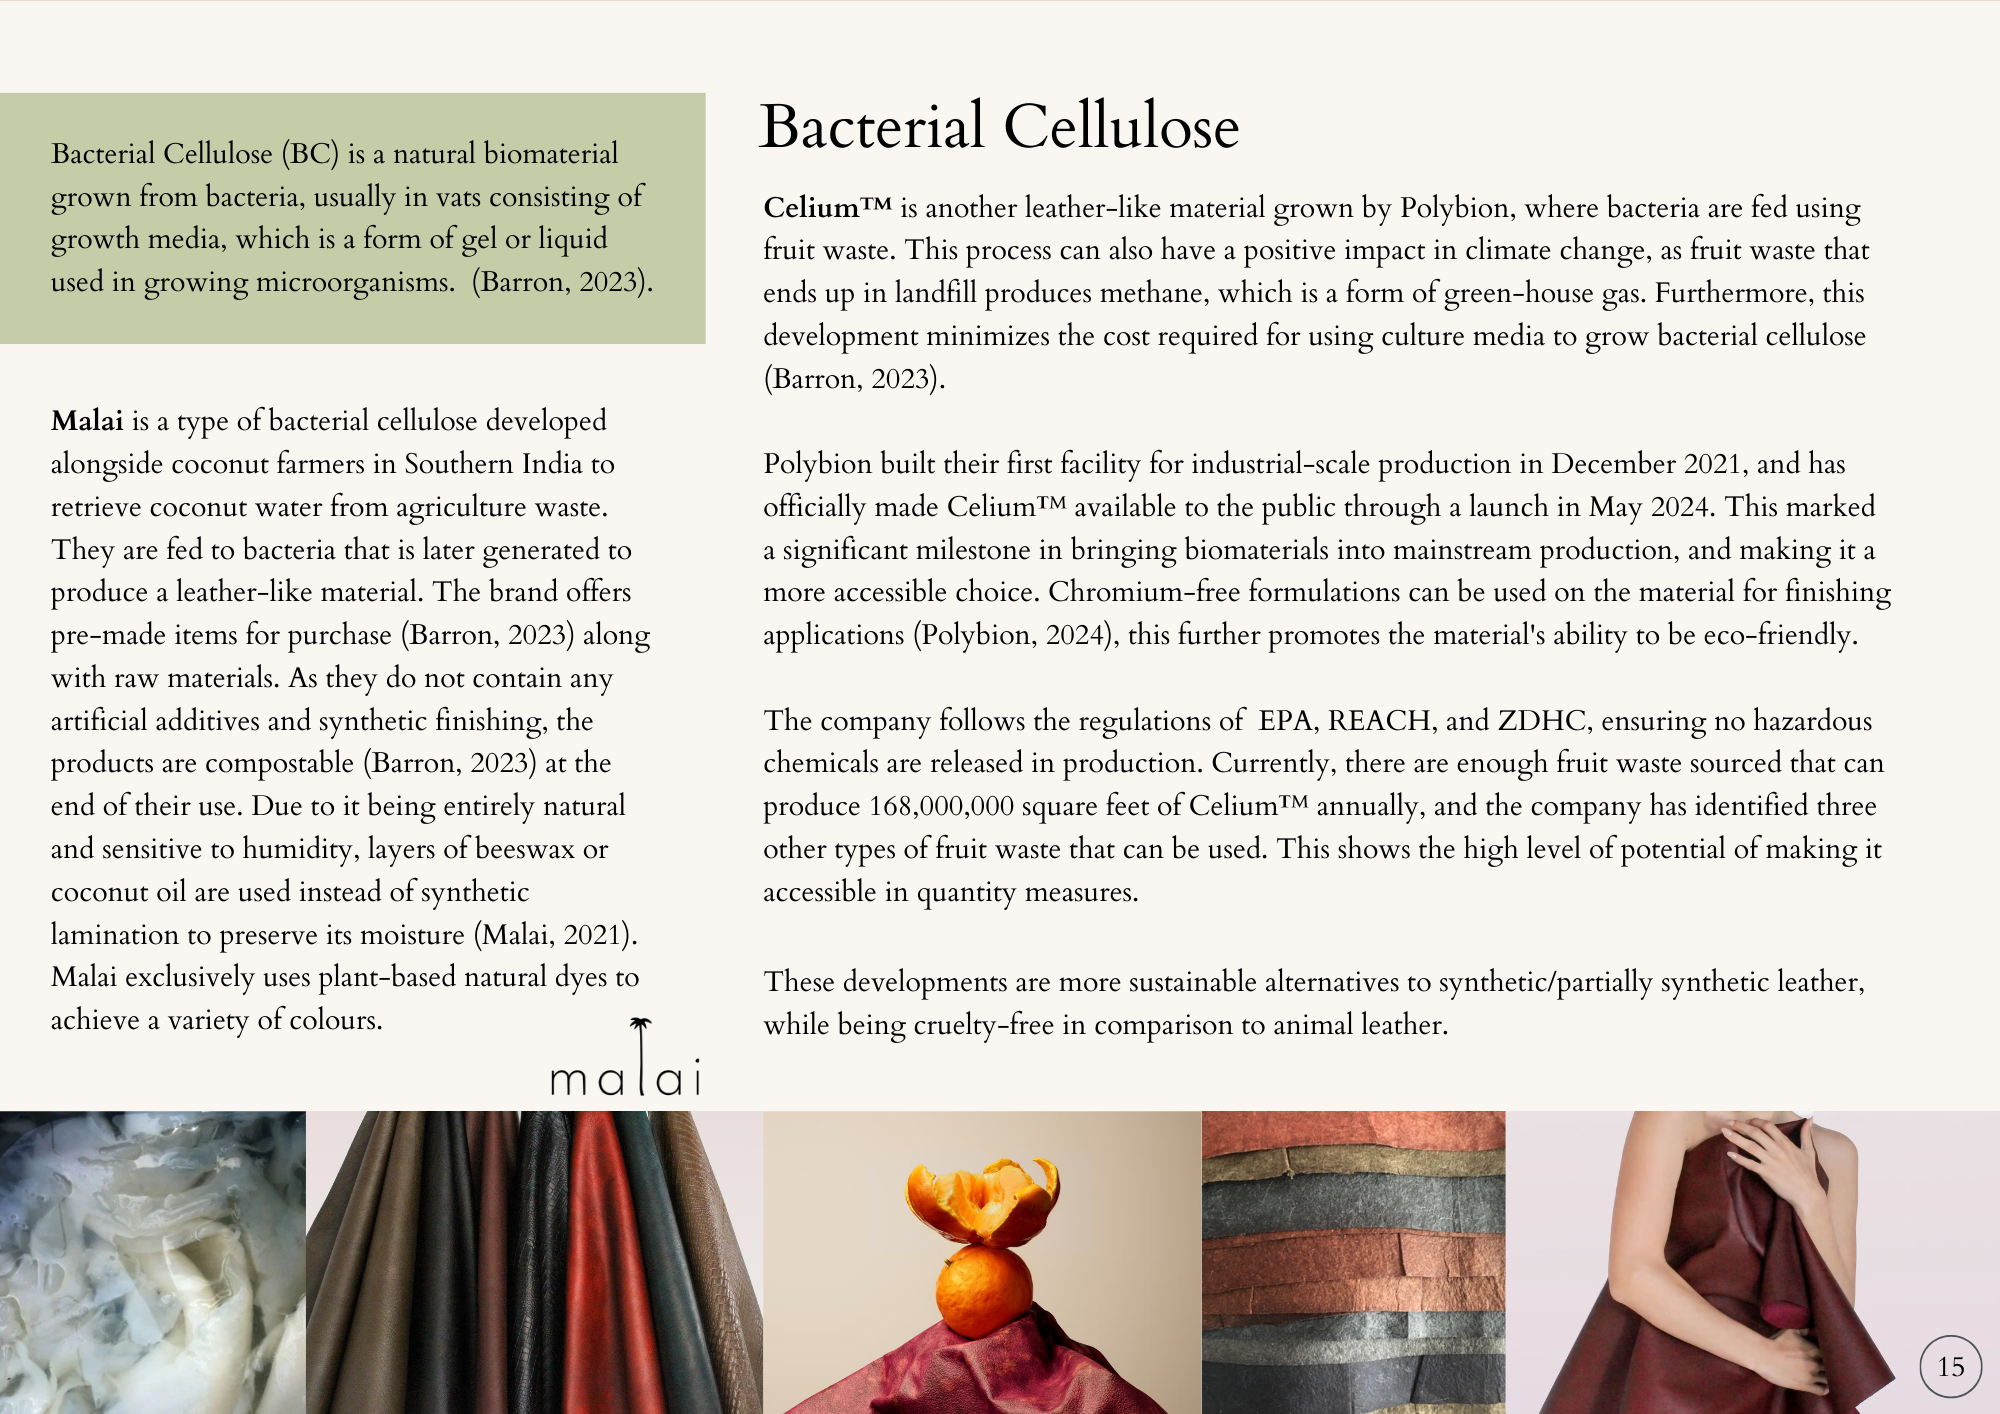 Bacterial Cellulose (BC) is a natural biomaterial
grown from bacteria, usually in vats consisting of
growth media, which is a form of gel or liquid
used in growing microorganisms.  (Barron, 2023).
Malai is a type of bacterial cellulose developed
alongside coconut farmers in Southern India to
retrieve coconut water from agriculture waste.
They are fed to bacteria that is later generated to
produce a leather-like material. The brand offers
pre-made items for purchase (Barron, 2023) along
with raw materials. As they do not contain any
artificial additives and synthetic finishing, the
products are compostable (Barron, 2023) at the
end of their use. Due to it being entirely natural
and sensitive to humidity, layers of beeswax or
coconut oil are used instead of synthetic
lamination to preserve its moisture (Malai, 2021).
Malai exclusively uses plant-based natural dyes to
achieve a variety of colours.
malai
Bacterial Cellulose
Celium™ is another leather-like material grown by Polybion, where bacteria are fed using
fruit waste. This process can also have a positive impact in climate change, as fruit waste that
ends up in landfill produces methane, which is a form of green-house gas. Furthermore, this
development minimizes the cost required for using culture media to grow bacterial cellulose
(Barron, 2023).
Polybion built their first facility for industrial-scale production in December 2021, and has
officially made Celium™ available to the public through a launch in May 2024. This marked
a significant milestone in bringing biomaterials into mainstream production, and making it a
more accessible choice. Chromium-free formulations can be used on the material for finishing
applications (Polybion, 2024), this further promotes the material's ability to be eco-friendly.
The company follows the regulations of  EPA, REACH, and ZDHC, ensuring no hazardous
chemicals are released in production. Currently, there are enough fruit waste sourced that can
produce 168,000,000 square feet of Celium™ annually, and the company has identified three
other types of fruit waste that can be used. This shows the high level of potential of making it
accessible in quantity measures.
These developments are more sustainable alternatives to synthetic/partially synthetic leather,
while being cruelty-free in comparison to animal leather.
15